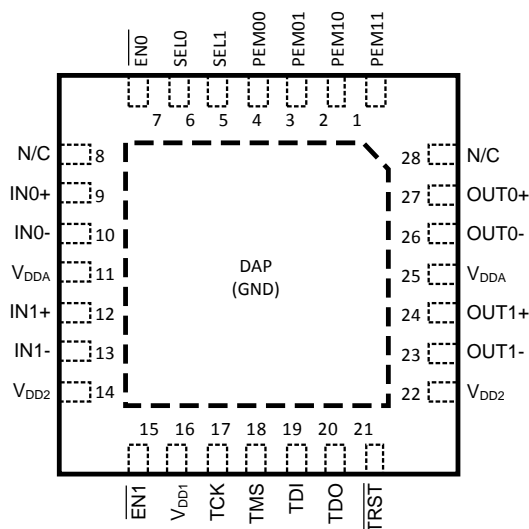 EN0
SEL0
SEL1
PEM00
PEM01
PEM10
PEM11
7 6 5 4 3 2 1
N/C 8
28 N/C
IN0+ 9
27 OUT0+
IN0- 10
26 OUT0-
VDDA 11
DAP
(GND)
25 VDDA
IN1+ 12
24 OUT1+
IN1- 13
23 OUT1-
VDD2 14
22 VDD2
15 16 17 18 19 20 21
EN1
VDD1
TCK
TMS
TDI
TDO
TRST